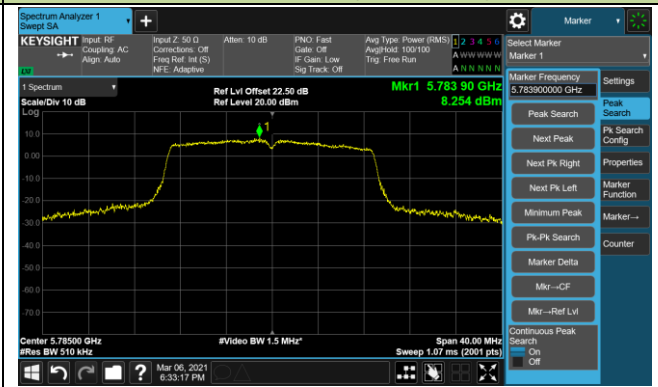 Spectrum Analyzer 1
Swept SA
Marker
KEYSIGHT
Input: RF
Coupling: AC
Align: Auto
Input Z: 50 Ω
Corrections: Off
Freq Ref: Int (S)
NFE: Adaptive
Atten: 10 dB
PNO: Fast
Gate: Off
IF Gain: Low
Sig Track: Off
Avg Type: Power (RMS)
Avg|Hold: 100/100
Trig: Free Run
1 2 3 4 5 6
A W W W W W
A N N N N N
Select Marker
Marker 1
1 Spectrum
Scale/Div 10 dB
Log
Ref Lvl Offset 22.50 dB
Ref Level 20.00 dBm
Mkr1 5.783 90 GHz
8.254 dBm
1
10.0
0.00
-10.0
-20.0
-30.0
-40.0
-50.0
-60.0
-70.0
Center 5.78500 GHz
#Res BW 510 kHz
#Video BW 1.5 MHz*
Span 40.00 MHz
Sweep 1.07 ms (2001 pts)
Marker Frequency
5.783900000 GHz
Peak Search
Next Peak
Next Pk Right
Next Pk Left
Minimum Peak
Pk-Pk Search
Marker Delta
Mkr→CF
Mkr→Ref Lvl
Continuous Peak
Search
On
Off
Settings
Peak
Search
Pk Search
Config
Properties
Marker
Function
Marker→
Counter
Mar 06, 2021
6:33:17 PM